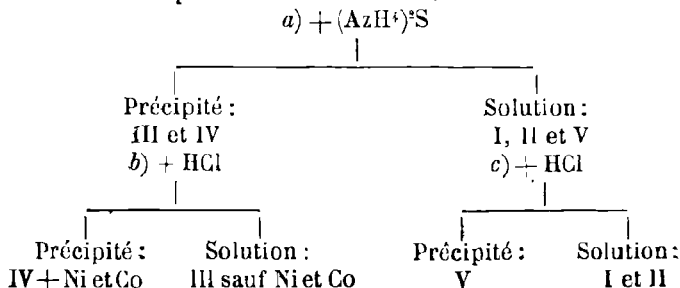 a) + (AzH⁴)²S
Précipité : Solution :
III et IV I, II et V
b) + HCl c) + HCl
Précipité : Solution : Précipité : Solution :
IV + Ni et Co III sauf Ni et Co V I et II